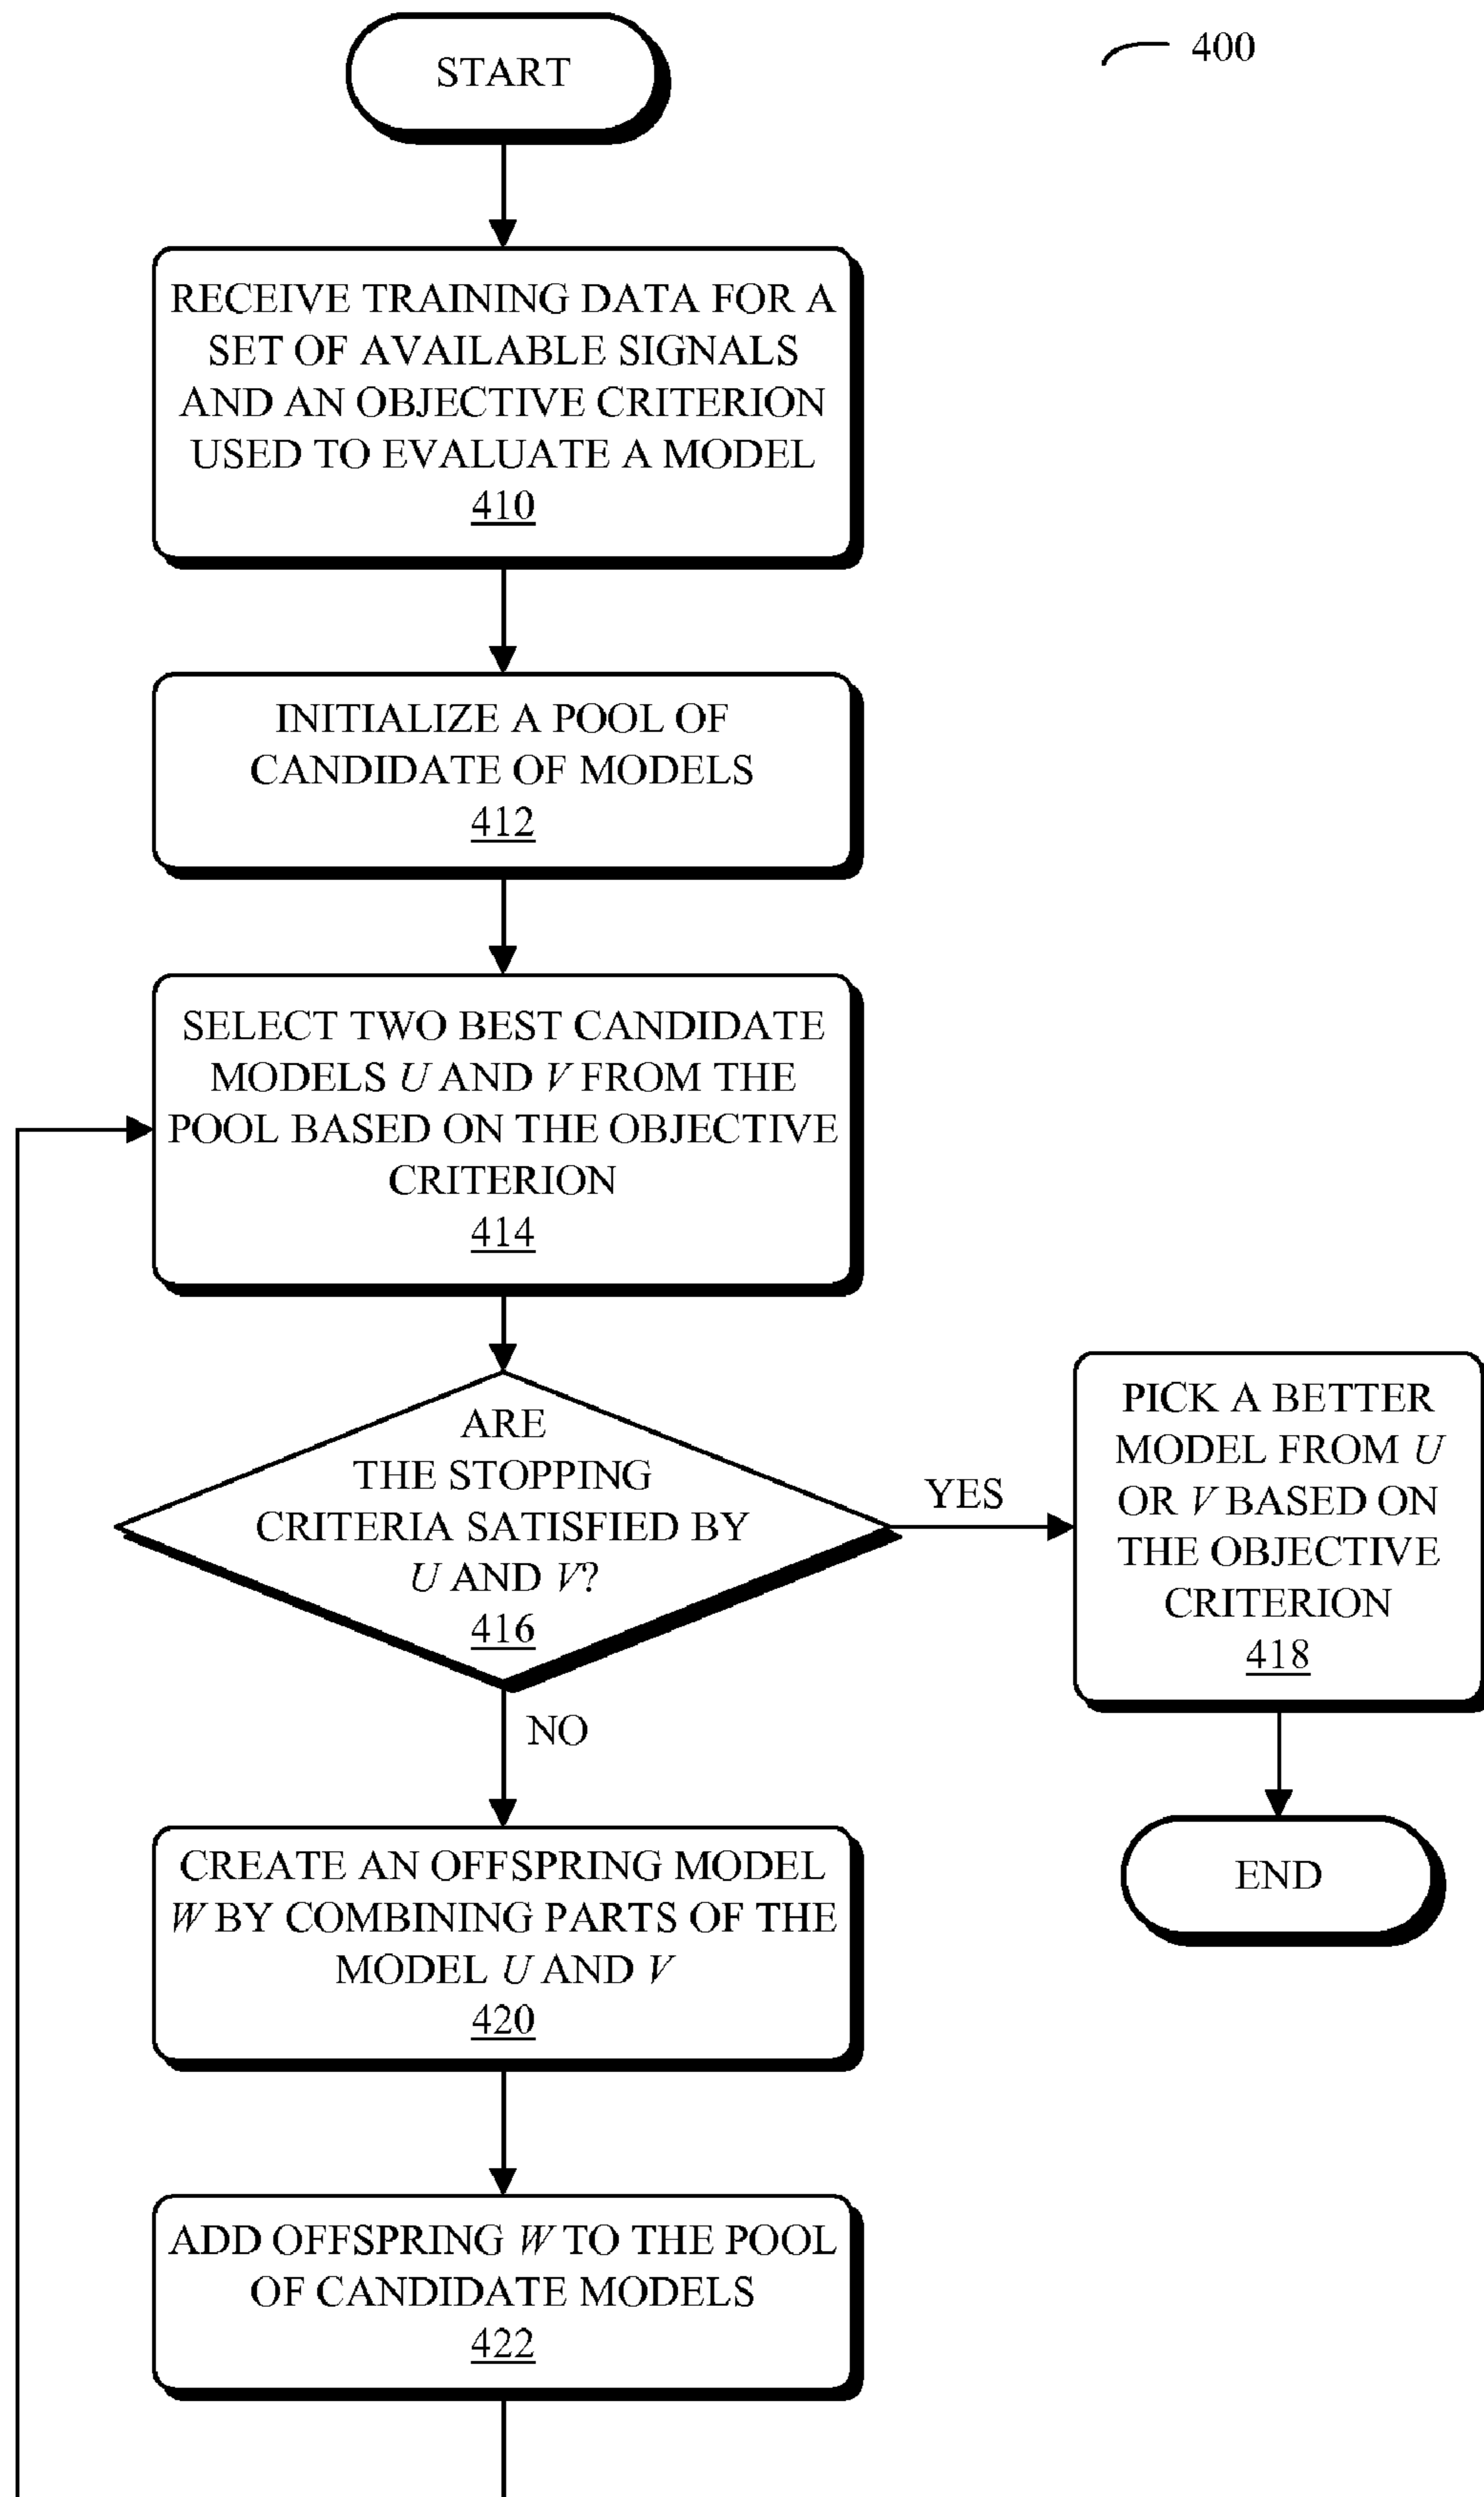 START
400
RECEIVE TRAINING DATA FOR A
SET OF AVAILABLE SIGNALS
AND AN OBJECTIVE CRITERION
USED TO EVALUATE A MODEL
410
INITIALIZE A POOL OF
CANDIDATE OF MODELS
412
SELECT TWO BEST CANDIDATE
MODELS U AND V FROM THE
POOL BASED ON THE OBJECTIVE
CRITERION
414
ARE
THE STOPPING
CRITERIA SATISFIED BY
U AND V?
416
YES
PICK A BETTER
MODEL FROM U
OR V BASED ON
THE OBJECTIVE
CRITERION
418
END
NO
CREATE AN OFFSPRING MODEL
W BY COMBINING PARTS OF THE
MODEL U AND V
420
ADD OFFSPRING W TO THE POOL
OF CANDIDATE MODELS
422